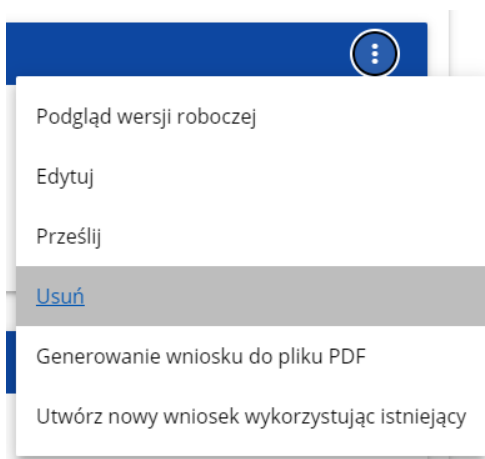 Podgląd wersji roboczej
Edytuj
Prześlij
Usuń
Generowanie wniosku do pliku PDF
Utwórz nowy wniosek wykorzystując istniejący